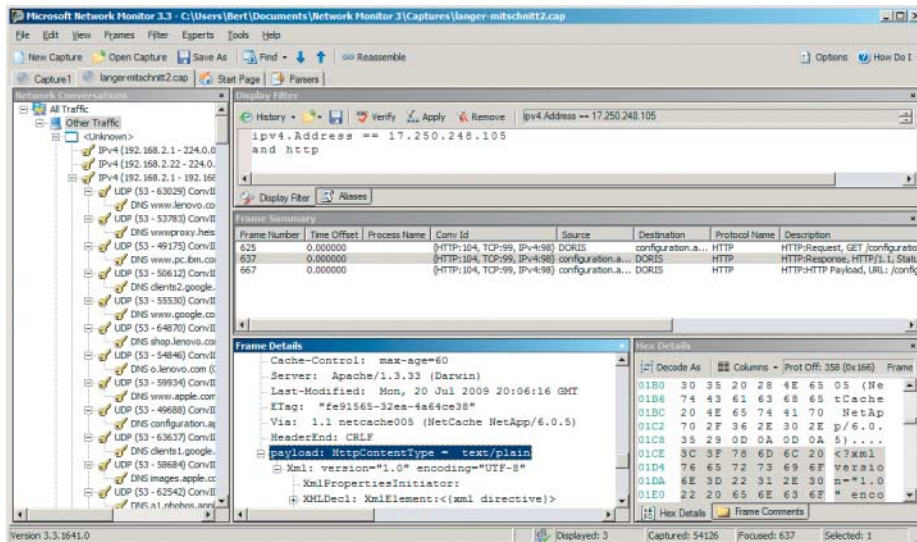 Microsoft Network Monitor 3.3 - C:\Users\Bert\Documents\Network Monitor 3\Captures\langer-mitschnitt2.cap
File Edit View Frames Filter Experts Tools Help
New Capture Open Capture Save As Find Reassemble Options How Do I
Capture1 langer-mitschnitt2.cap Start Page Parsers
Network Conversations
All Traffic
Other Traffic
<Unknown>
IPv4 (192.168.2.1 - 224.0.0
IPv4 (192.168.2.22 - 224.0.
IPv4 (192.168.2.1 - 192.168
UDP (53 - 63029) ConvI
DNS www.lenovo.co
UDP (53 - 53783) ConvI
DNS wwwproxy.heis
UDP (53 - 49175) ConvI
DNS www.pc.ibm.co
UDP (53 - 50612) ConvI
DNS clients2.google.
UDP (53 - 55530) ConvI
DNS www.google.co
UDP (53 - 64870) ConvI
DNS shop.lenovo.co
UDP (53 - 54846) ConvI
DNS o.lenovo.com (
UDP (53 - 59934) ConvI
DNS www.apple.com
UDP (53 - 49688) ConvI
DNS configuration.ap
UDP (53 - 63637) ConvI
DNS clients1.google.
UDP (53 - 58684) ConvI
DNS images.apple.c
UDP (53 - 62542) ConvI
DNS a1.phobos.app
Display Filter
History Verify Apply Remove ipv4.Address == 17.250.248.105
ipv4.Address == 17.250.248.105
and http
Display Filter Aliases
Frame Summary
Frame Number Time Offset Process Name Conv Id Source Destination Protocol Name Description
625 0.000000 {HTTP:104, TCP:99, IPv4:98} DORIS configuration.a... HTTP HTTP:Request, GET /configuratio
637 0.000000 {HTTP:104, TCP:99, IPv4:98} configuration.a... DORIS HTTP HTTP:Response, HTTP/1.1, Statu
667 0.000000 {HTTP:104, TCP:99, IPv4:98} configuration.a... DORIS HTTP HTTP:HTTP Payload, URL: /config
Frame Details
Cache-Control: max-age=60
Server: Apache/1.3.33 (Darwin)
Last-Modified: Mon, 20 Jul 2009 20:06:16 GMT
ETag: "fe91565-32ea-4a64ce38"
Via: 1.1 netcache005 (NetCache NetApp/6.0.5)
HeaderEnd: CRLF
payload: HttpContentType = text/plain
Xml: version="1.0" encoding="UTF-8"
XmlPropertiesInitiator:
XMLDecl: XmlElement:<(xml directive)>
Hex Details
Decode As Columns Prot Off: 358 (0x166) Frame
01B0 30 35 20 28 4E 65 05 (Ne
01B6 74 43 61 63 68 65 tCache
01BC 20 4E 65 74 41 70 NetAp
01C2 70 2F 36 2E 30 2E p/6.0.
01C8 35 29 0D 0A 0D 0A 5)....
01CE 3C 3F 78 6D 6C 20 <?xml
01D4 76 65 72 73 69 6F versio
01DA 6E 3D 22 31 2E 30 n="1.0
01E0 22 20 65 6E 63 6F " enco
Hex Details Frame Comments
Version 3.3.1641.0 Displayed: 3 Captured: 54126 Focused: 637 Selected: 1